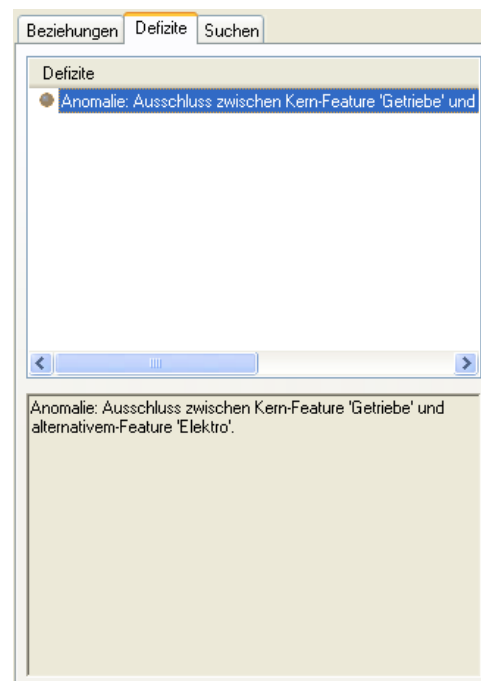 Beziehungen Defizite Suchen
Defizite
Anomalie: Ausschluss zwischen Kern-Feature 'Getriebe' und
Anomalie: Ausschluss zwischen Kern-Feature 'Getriebe' und
alternativem-Feature 'Elektro'.